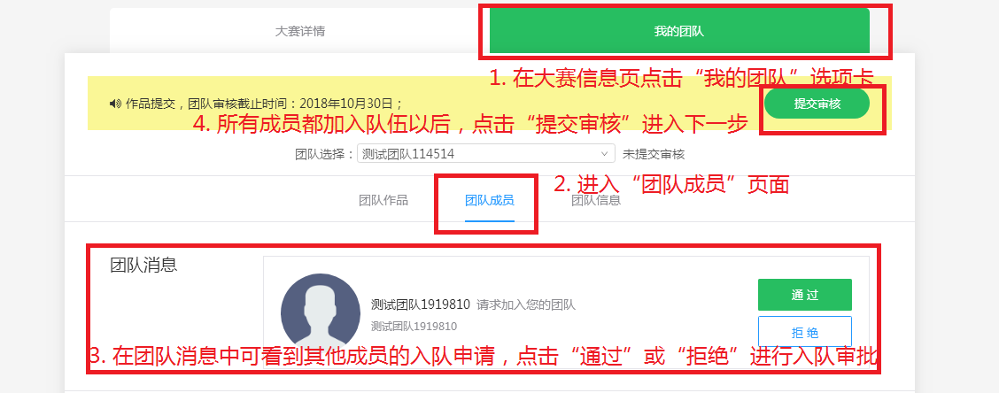 大赛详情
我的团队
1. 在大赛信息页点击“我的团队”选项卡
作品提交，团队审核截止时间：2018年10月30日；
提交审核
4. 所有成员都加入队伍以后，点击“提交审核”进入下一步
团队选择：
测试团队114514
未提交审核
2. 进入“团队成员”页面
团队作品
团队成员
团队信息
团队消息
测试团队1919810 请求加入您的团队
测试团队1919810
通 过
拒 绝
3. 在团队消息中可看到其他成员的入队申请，点击“通过”或“拒绝”进行入队审批